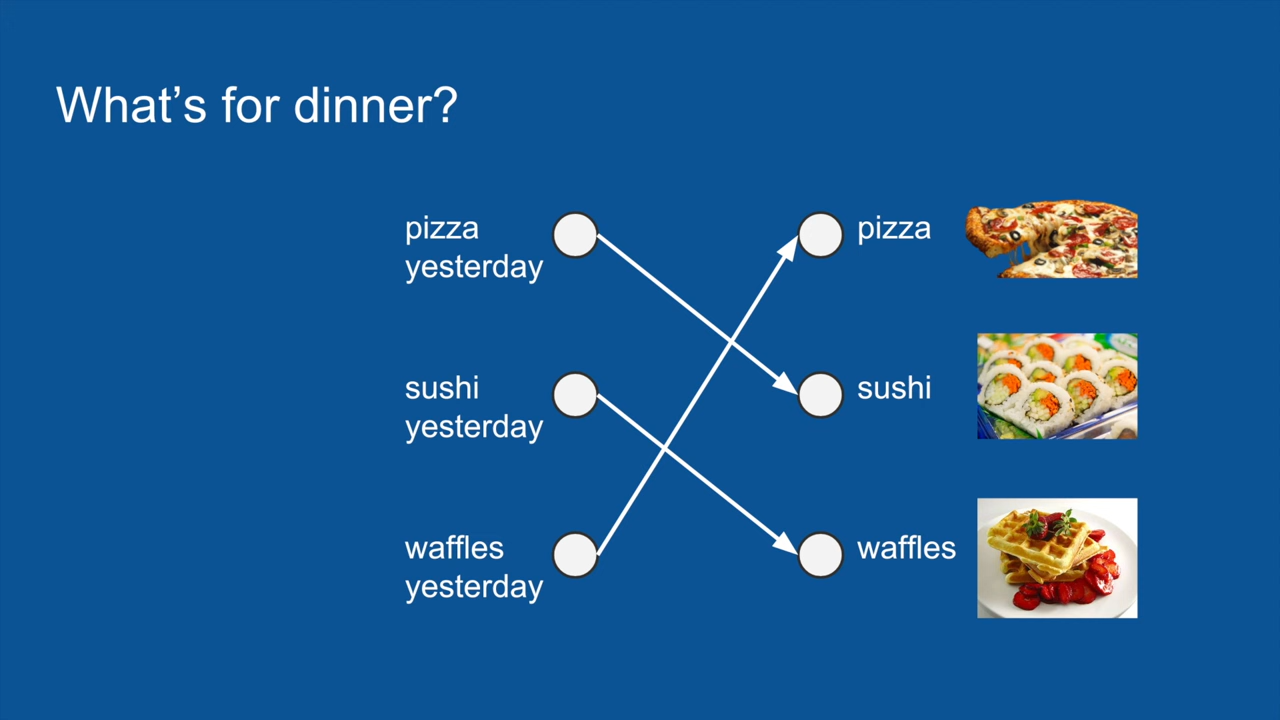 What’s for dinner?
pizza
yesterday
pizza
sushi
yesterday
sushi
waffles
yesterday
waffles